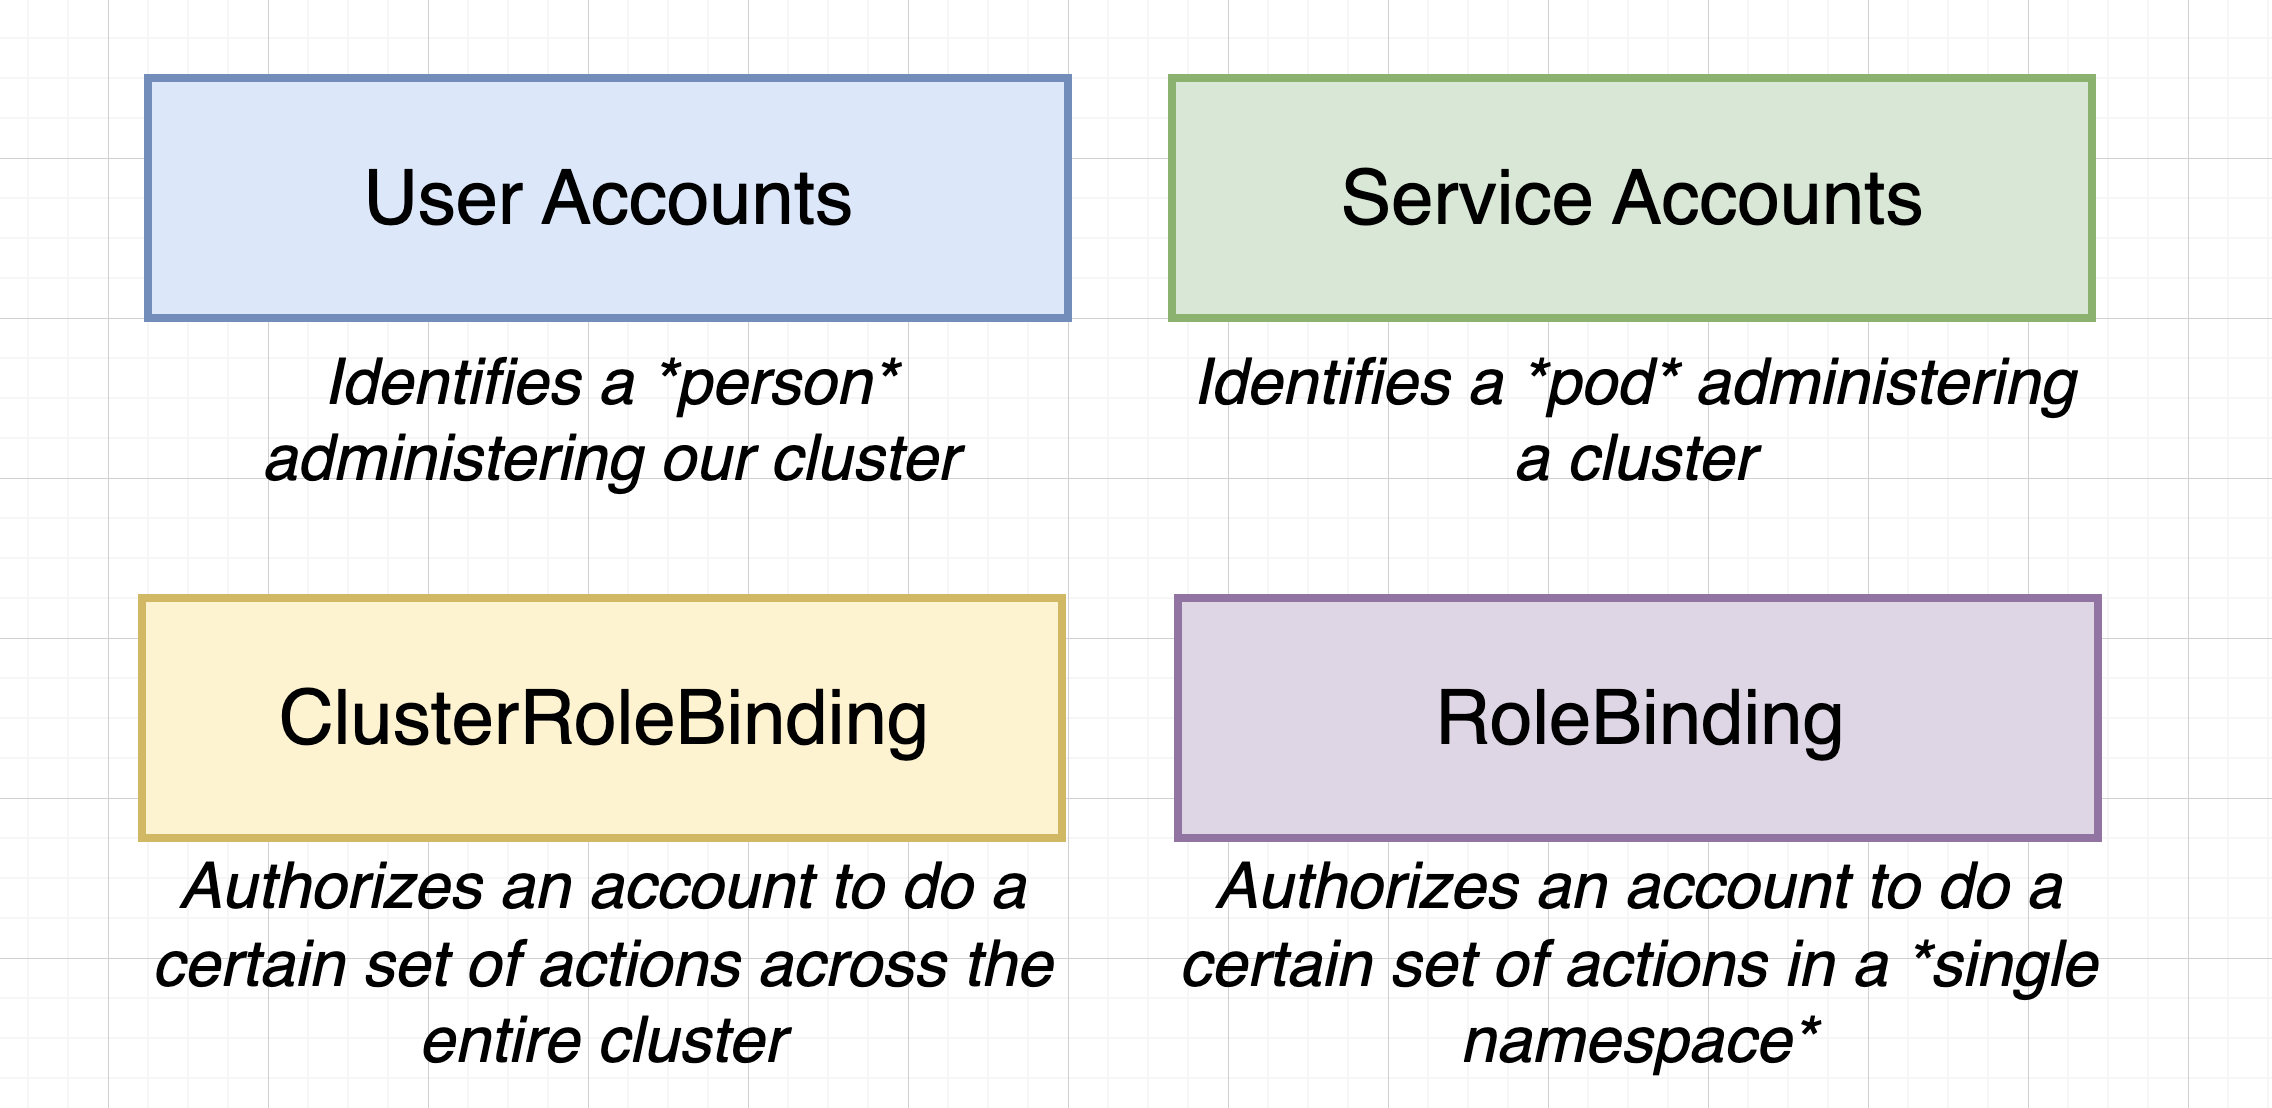 User Accounts
Service Accounts
Identifies a *person*
administering our cluster
Identifies a *pod* administering
a cluster
ClusterRoleBinding
RoleBinding
Authorizes an account to do a
certain set of actions across the
entire cluster
Authorizes an account to do a
certain set of actions in a *single
namespace*